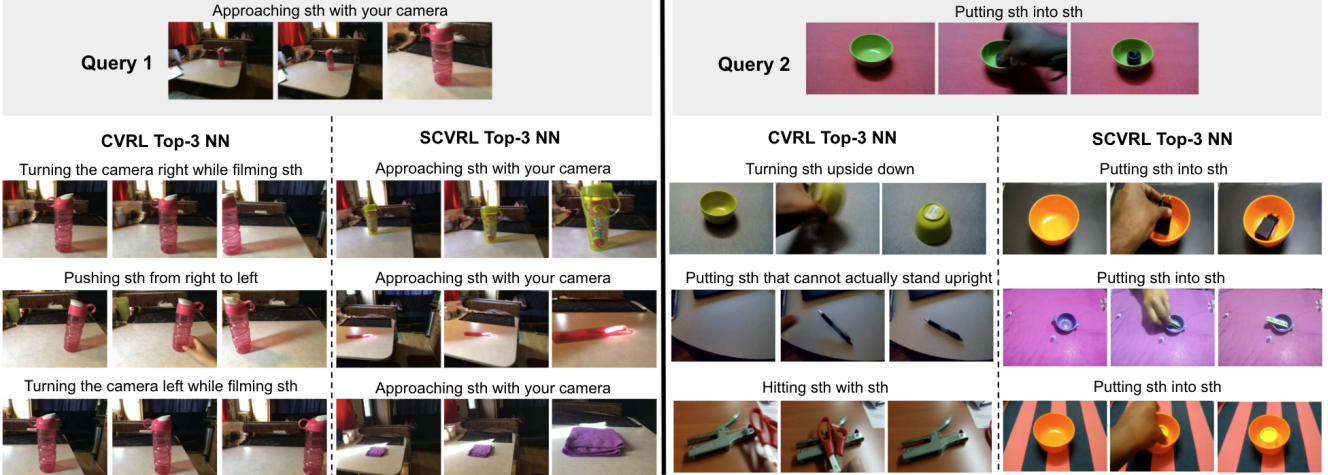 Approaching sth with your camera
Query 1
CVRL Top-3 NN
SCVRL Top-3 NN
Turning the camera right while filming sth
Approaching sth with your camera
Pushing sth from right to left
Approaching sth with your camera
Turning the camera left while filming sth
Approaching sth with your camera
Putting sth into sth
Query 2
CVRL Top-3 NN
SCVRL Top-3 NN
Turning sth upside down
Putting sth into sth
Putting sth that cannot actually stand upright
Putting sth into sth
Hitting sth with sth
Putting sth into sth